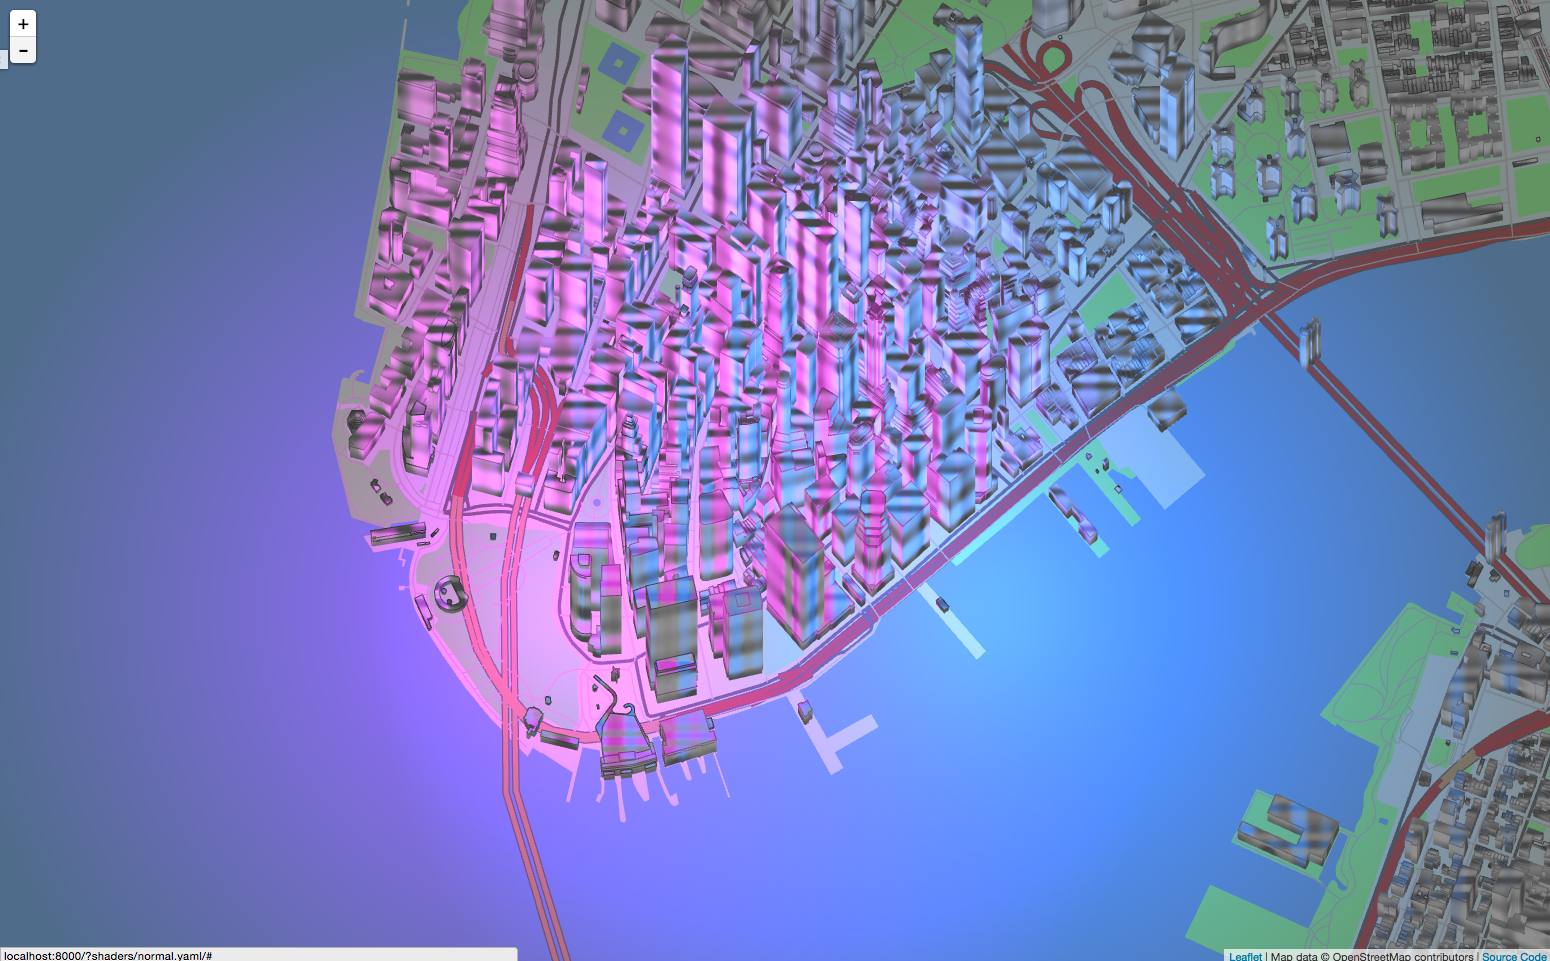 +
−
localhost:8000/?shaders/normal.yaml/#
Leaflet | Map data © OpenStreetMap contributors | Source Code